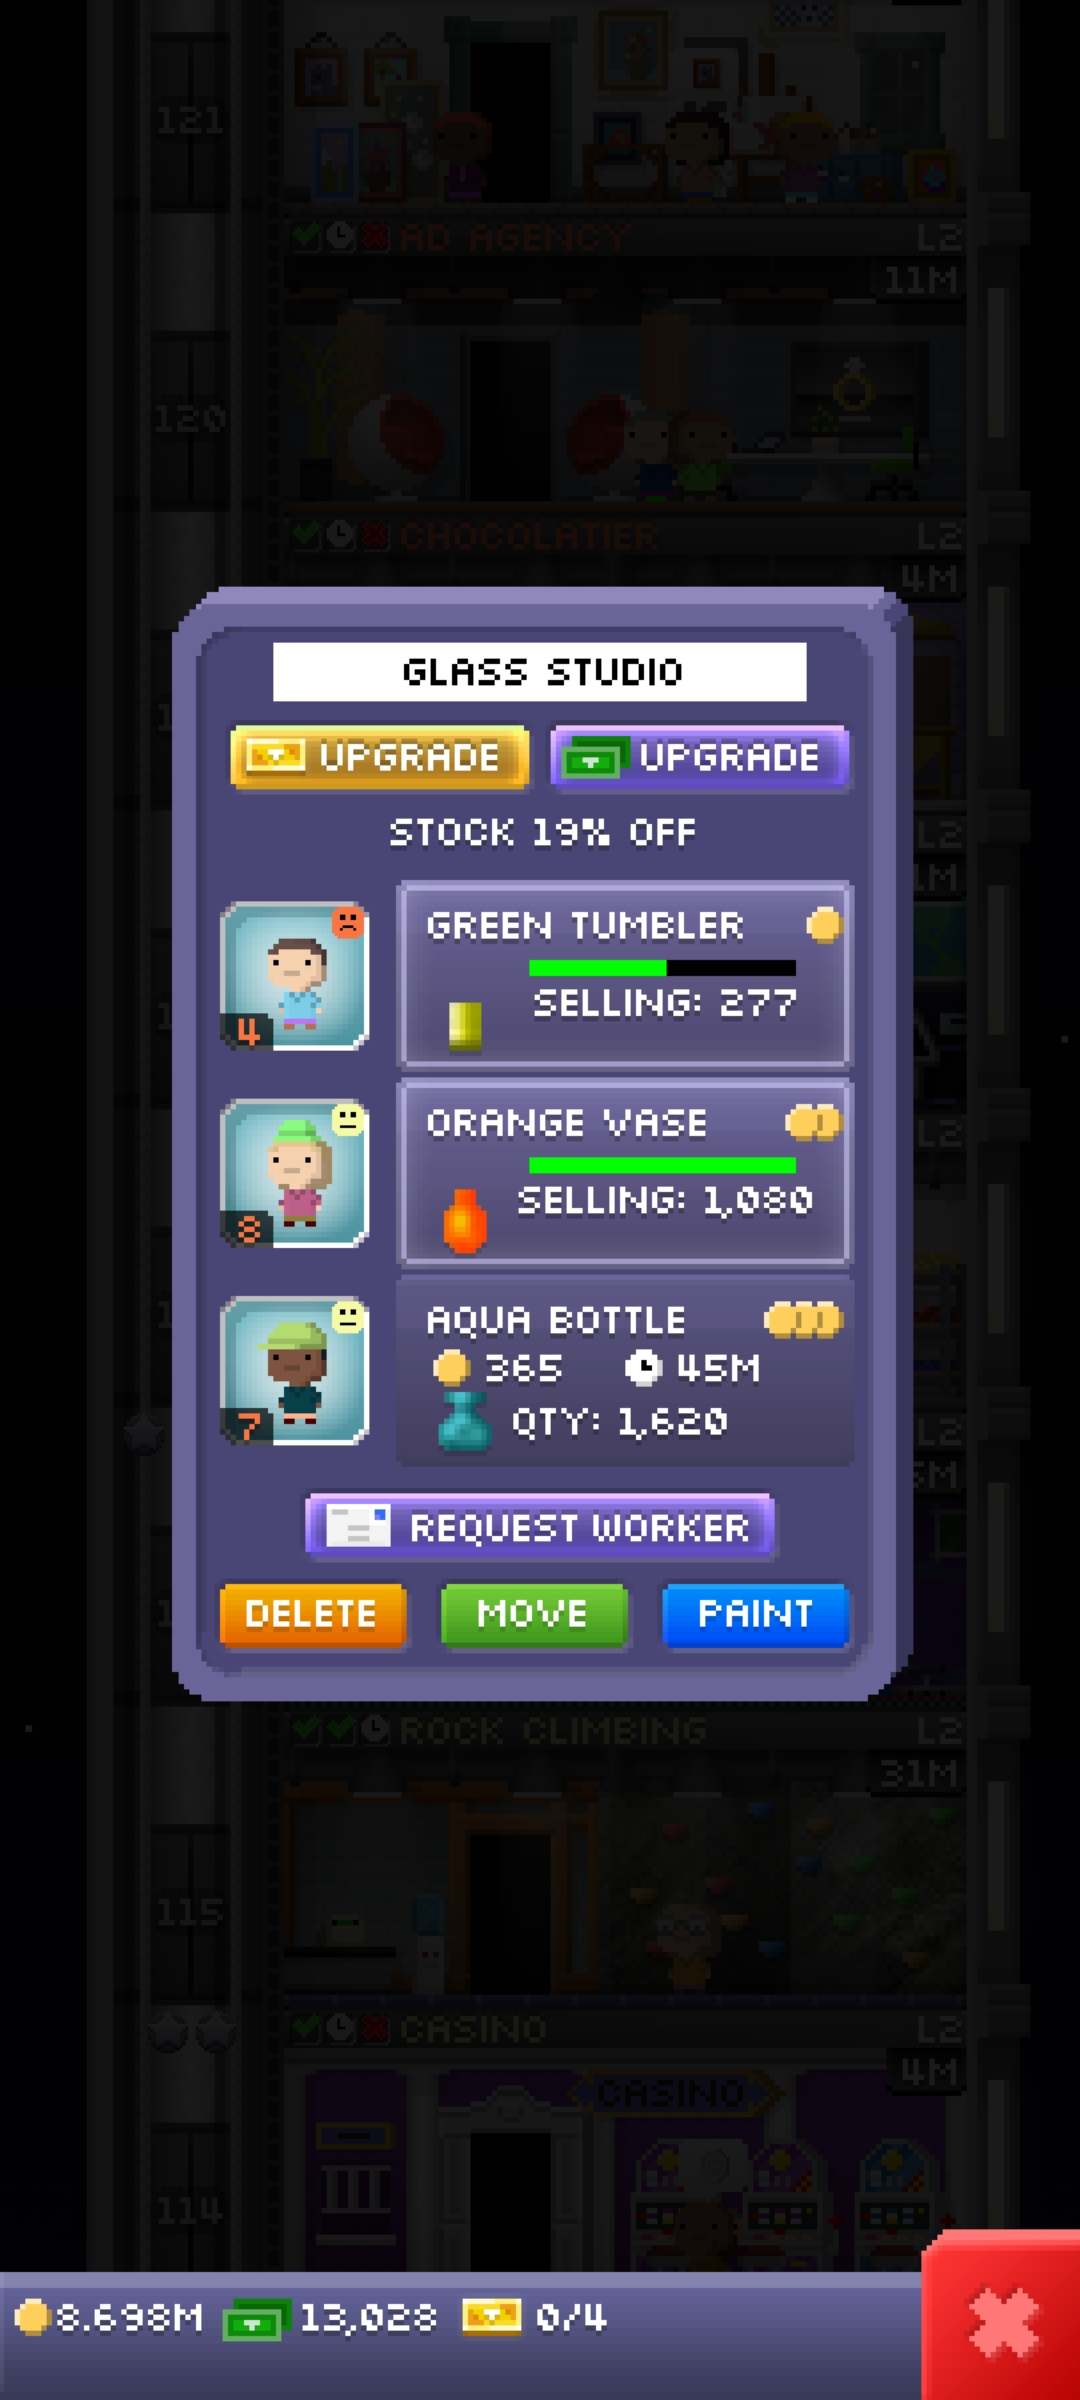 121
AD AGENCY L2
11M
120
CHOCOLATIER L2
4M
GLASS STUDIO
UPGRADE UPGRADE
STOCK 19% OFF
GREEN TUMBLER
SELLING: 277
4
ORANGE VASE
SELLING: 1,080
8
AQUA BOTTLE
365 45M
QTY: 1,620
7
REQUEST WORKER
DELETE MOVE PAINT
ROCK CLIMBING L2
31M
115
CASINO L2
4M
CASINO
114
8.698M 13,028 0/4